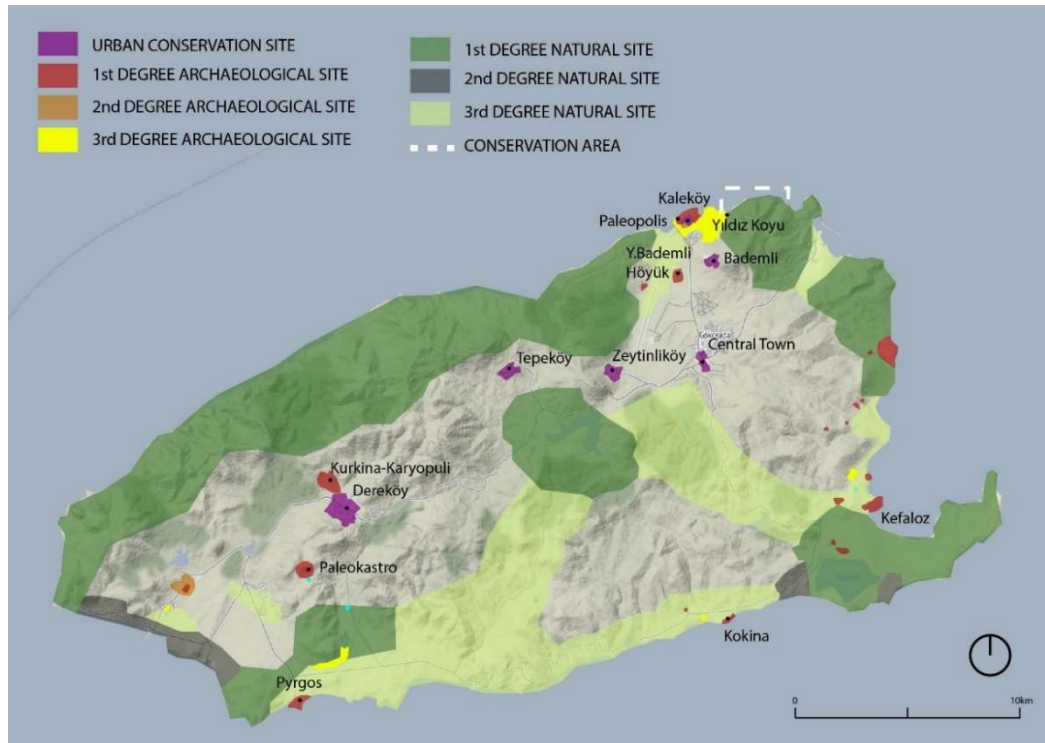 URBAN CONSERVATION SITE
1st DEGREE ARCHAEOLOGICAL SITE
2nd DEGREE ARCHAEOLOGICAL SITE
3rd DEGREE ARCHAEOLOGICAL SITE
1st DEGREE NATURAL SITE
2nd DEGREE NATURAL SITE
3rd DEGREE NATURAL SITE
CONSERVATION AREA
Kaleköy
Paleopolis
Yıldız Koyu
Y.Bademli
Höyük
Bademli
Central Town
Tepeköy
Zeytinliköy
Kurkina-Karyopuli
Dereköy
Kefaloz
Paleokastro
Kokina
Pyrgos
0
10km